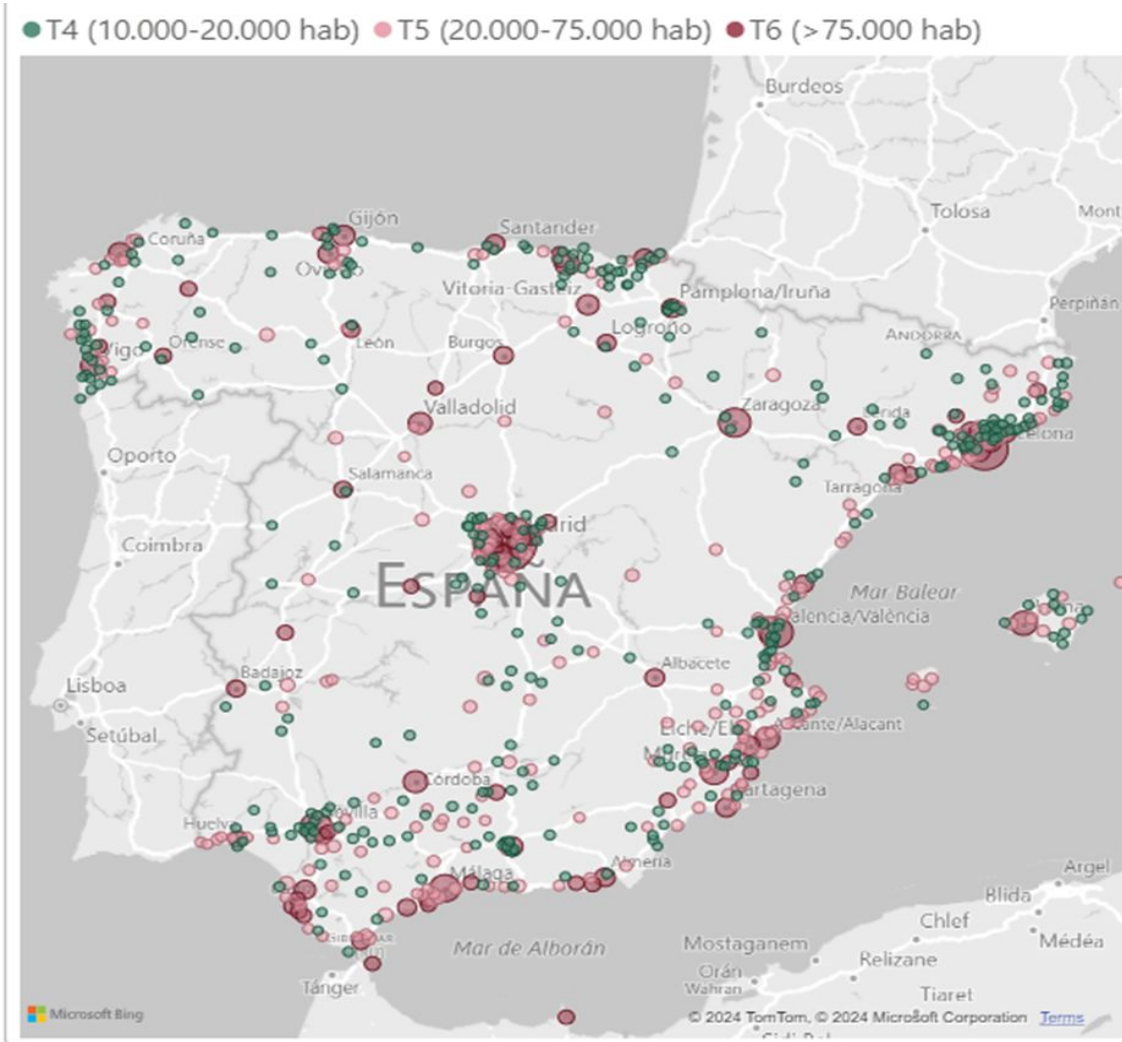 T4 (10.000-20.000 hab) T5 (20.000-75.000 hab) T6 (>75.000 hab)
Burdeos
Tolosa
Mont
Gijón
Santander
Coruña
Vitoria-Gasteiz
Pamplona/Iruña
Perpiñán
Logroño
ANDORRA
Vigo
Orense
León
Burgos
Valladolid
Zaragoza
Oporto
Salamanca
Tarragona
Coimbra
ESPAÑA
Mar Balear
València
Badajoz
Albacete
Lisboa
Setúbal
Elche/El
Alicante/Alacant
Córdoba
Cartagena
Sevilla
Huelva
Málaga
Almería
Argel
Blida
Chlef
Mar de Alborán
Mostaganem
Médéa
Relizane
Orán
Wahran
Tánger
Tiaret
Microsoft Bing
© 2024 TomTom, © 2024 Microsoft Corporation Terms